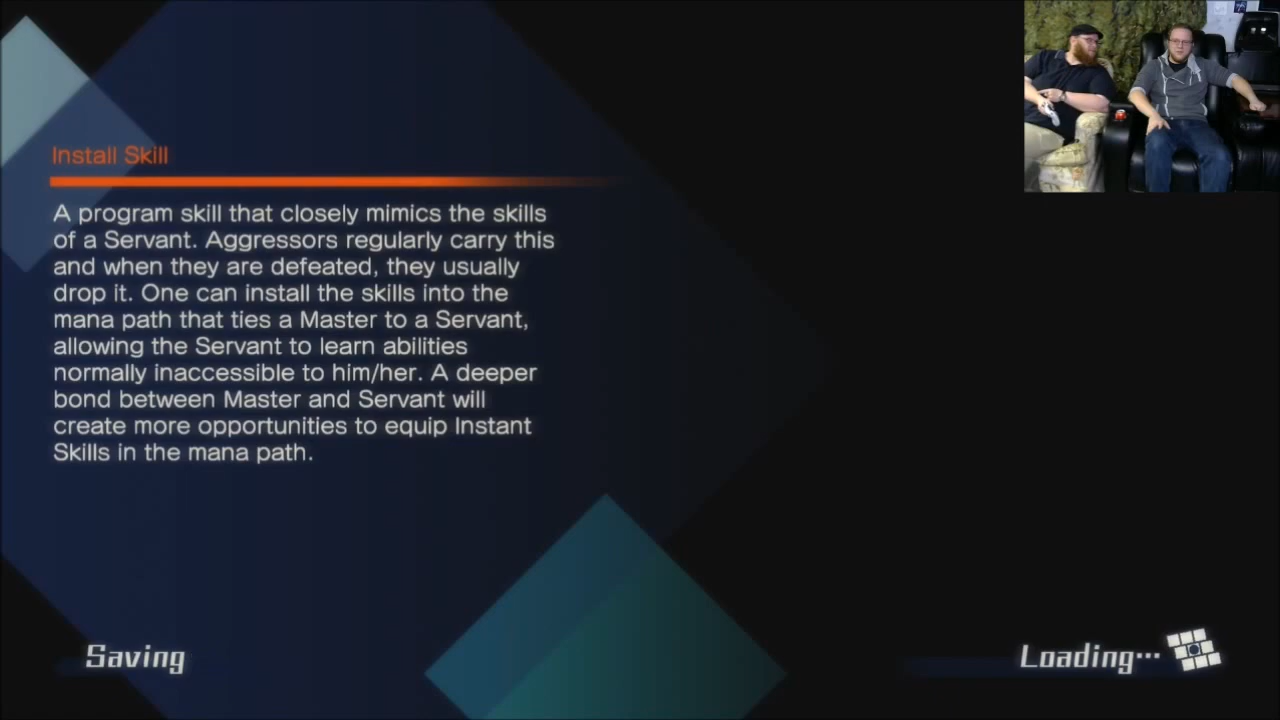 Install Skill
A program skill that closely mimics the skills
of a Servant. Aggressors regularly carry this
and when they are defeated, they usually
drop it. One can install the skills into the
mana path that ties a Master to a Servant,
allowing the Servant to learn abilities
normally inaccessible to him/her. A deeper
bond between Master and Servant will
create more opportunities to equip Instant
Skills in the mana path.
Saving
Loading···